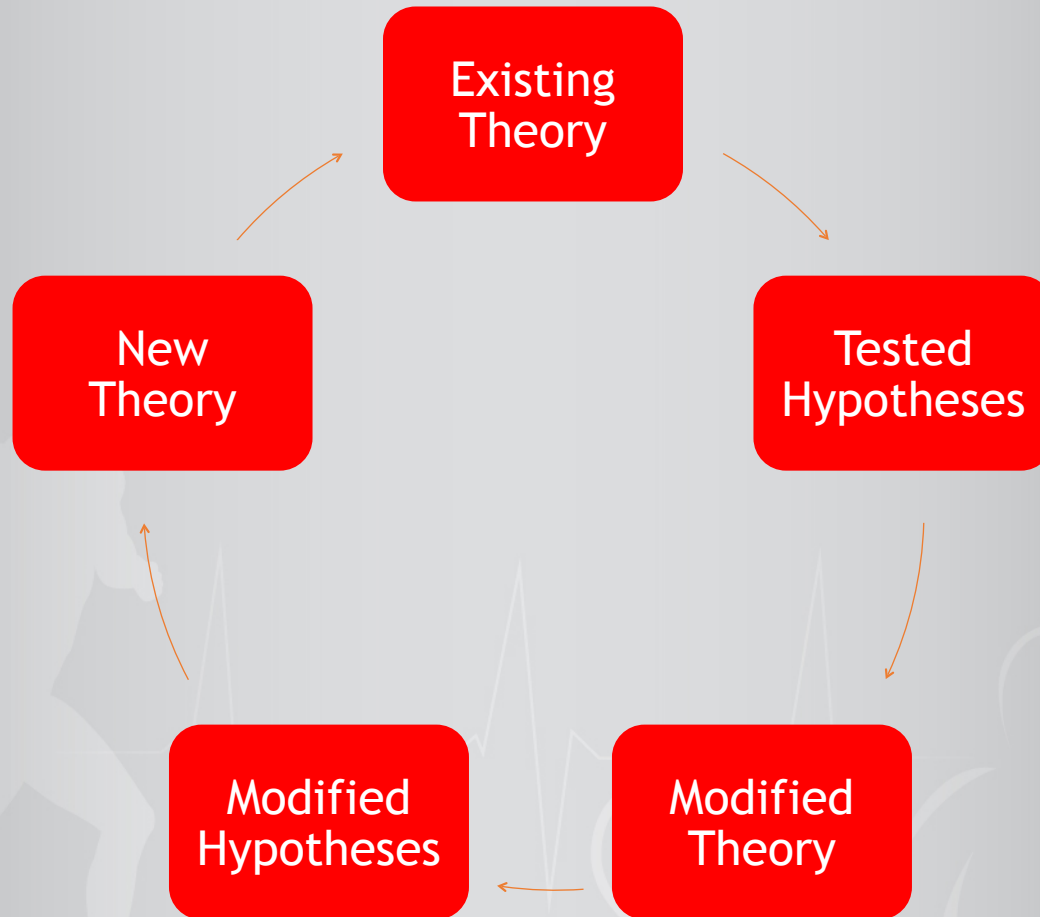 Existing
Theory
Tested
Hypotheses
Modified
Theory
Modified
Hypotheses
New
Theory